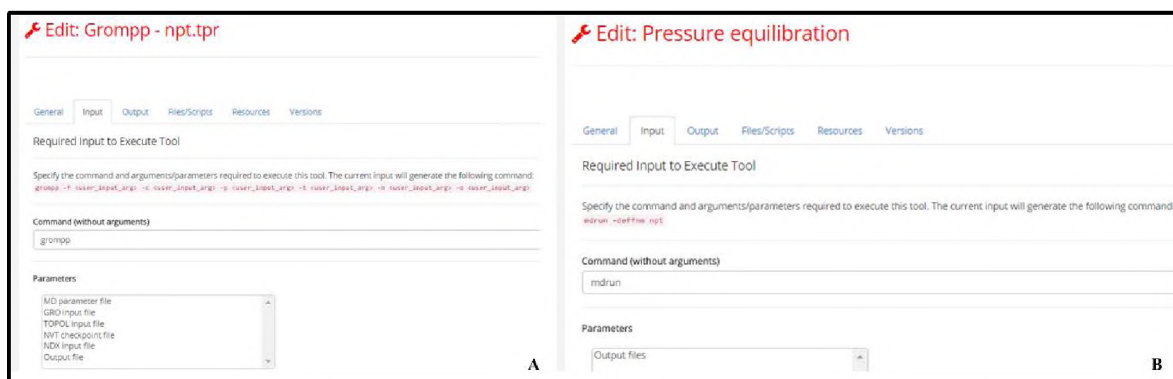 Edit: Grompp - npt.tpr
General Input Output Files/Scripts Resources Versions
Required Input to Execute Tool
Specify the command and arguments/parameters required to execute this tool. The current input will generate the following command:
grompp -f <user_input_arg> -c <user_input_arg> -p <user_input_arg> -t <user_input_arg> -n <user_input_arg> -o <user_input_arg>
Command (without arguments)
grompp
Parameters
MD parameter file
GRO input file
TOPOL input file
NVT checkpoint file
NDX input file
Output file
A
Edit: Pressure equilibration
General Input Output Files/Scripts Resources Versions
Required Input to Execute Tool
Specify the command and arguments/parameters required to execute this tool. The current input will generate the following command
mdrun -deffnm npt
Command (without arguments)
mdrun
Parameters
Output files
B